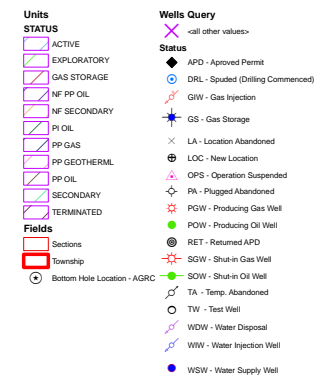 Units
STATUS
ACTIVE
EXPLORATORY
GAS STORAGE
NF PP OIL
NF SECONDARY
PI OIL
PP GAS
PP GEOTHERML
PP OIL
SECONDARY
TERMINATED
Fields
Sections
Township
Bottom Hole Location - AGRC
Wells Query
<all other values>
Status
APD - Aproved Permit
DRL - Spuded (Drilling Commenced)
GIW - Gas Injection
GS - Gas Storage
LA - Location Abandoned
LOC - New Location
OPS - Operation Suspended
PA - Plugged Abandoned
PGW - Producing Gas Well
POW - Producing Oil Well
RET - Returned APD
SGW - Shut-in Gas Well
SOW - Shut-in Oil Well
TA - Temp. Abandoned
TW - Test Well
WDW - Water Disposal
WIW - Water Injection Well
WSW - Water Supply Well